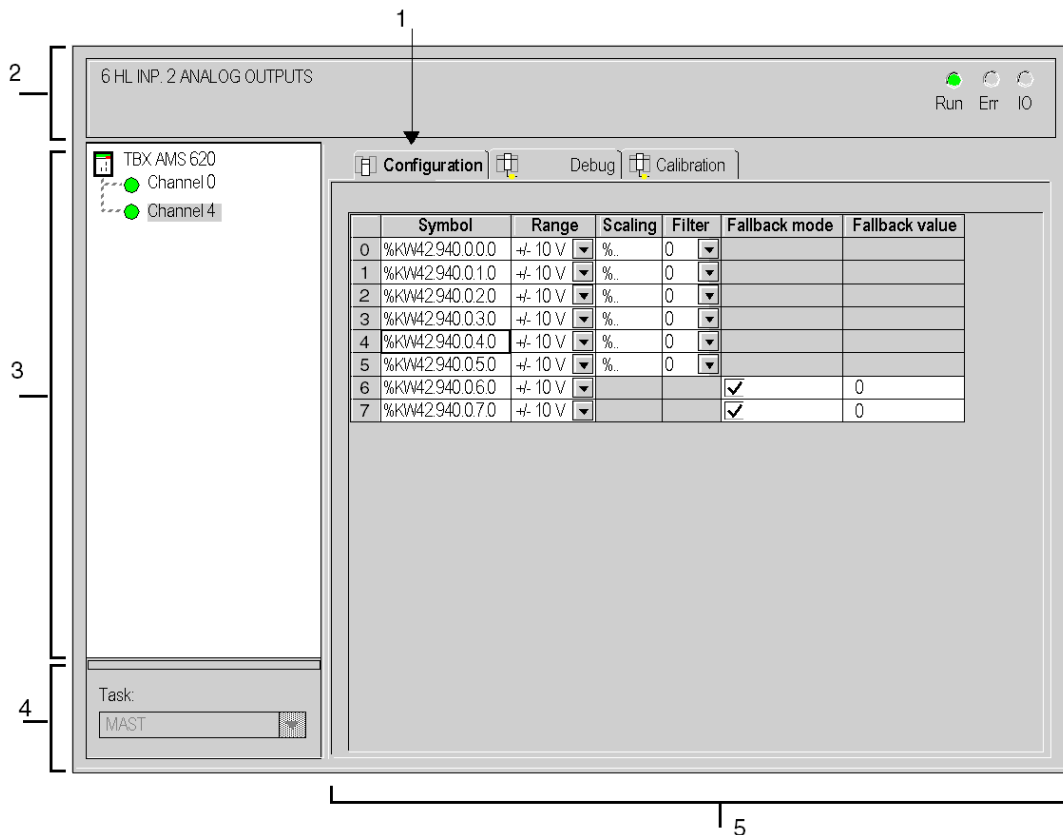 1
2
6 HL INP. 2 ANALOG OUTPUTS
Run Err IO
3
TBX AMS 620
Channel 0
Channel 4
Configuration Debug Calibration
Symbol Range Scaling Filter Fallback mode Fallback value
0 %KW42.940.0.0.0 +/- 10 V %.. 0
1 %KW42.940.0.1.0 +/- 10 V %.. 0
2 %KW42.940.0.2.0 +/- 10 V %.. 0
3 %KW42.940.0.3.0 +/- 10 V %.. 0
4 %KW42.940.0.4.0 +/- 10 V %.. 0
5 %KW42.940.0.5.0 +/- 10 V %.. 0
6 %KW42.940.0.6.0 +/- 10 V 0
7 %KW42.940.0.7.0 +/- 10 V 0
4
Task:
MAST
5